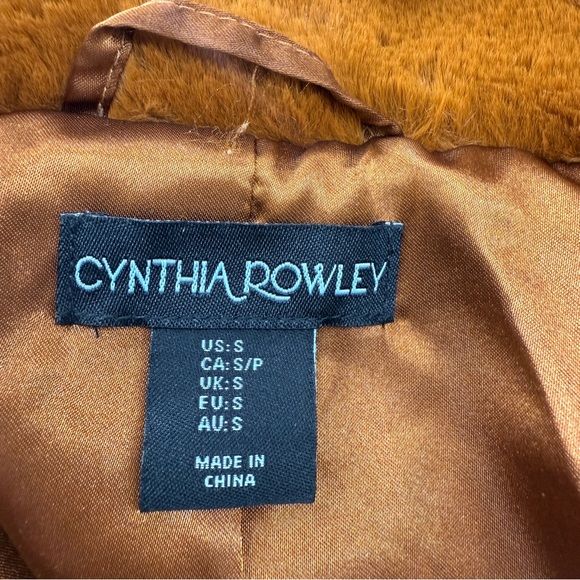 CYNTHIA ROWLEY
US: S
CA: S/P
UK: S
EU: S
AU: S
MADE IN
CHINA